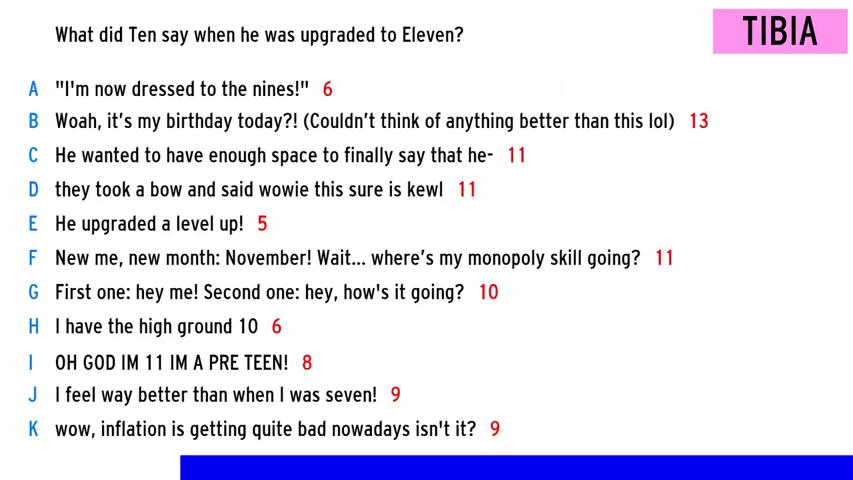 What did Ten say when he was upgraded to Eleven?
TIBIA
A "I'm now dressed to the nines!" 6
B Woah, it's my birthday today?! (Couldn't think of anything better than this lol) 13
C He wanted to have enough space to finally say that he- 11
D they took a bow and said wowie this sure is kewl 11
E He upgraded a level up! 5
F New me, new month: November! Wait... where's my monopoly skill going? 11
G First one: hey me! Second one: hey, how's it going? 10
H I have the high ground 10 6
I OH GOD IM 11 IM A PRE TEEN! 8
J I feel way better than when I was seven! 9
K wow, inflation is getting quite bad nowadays isn't it? 9